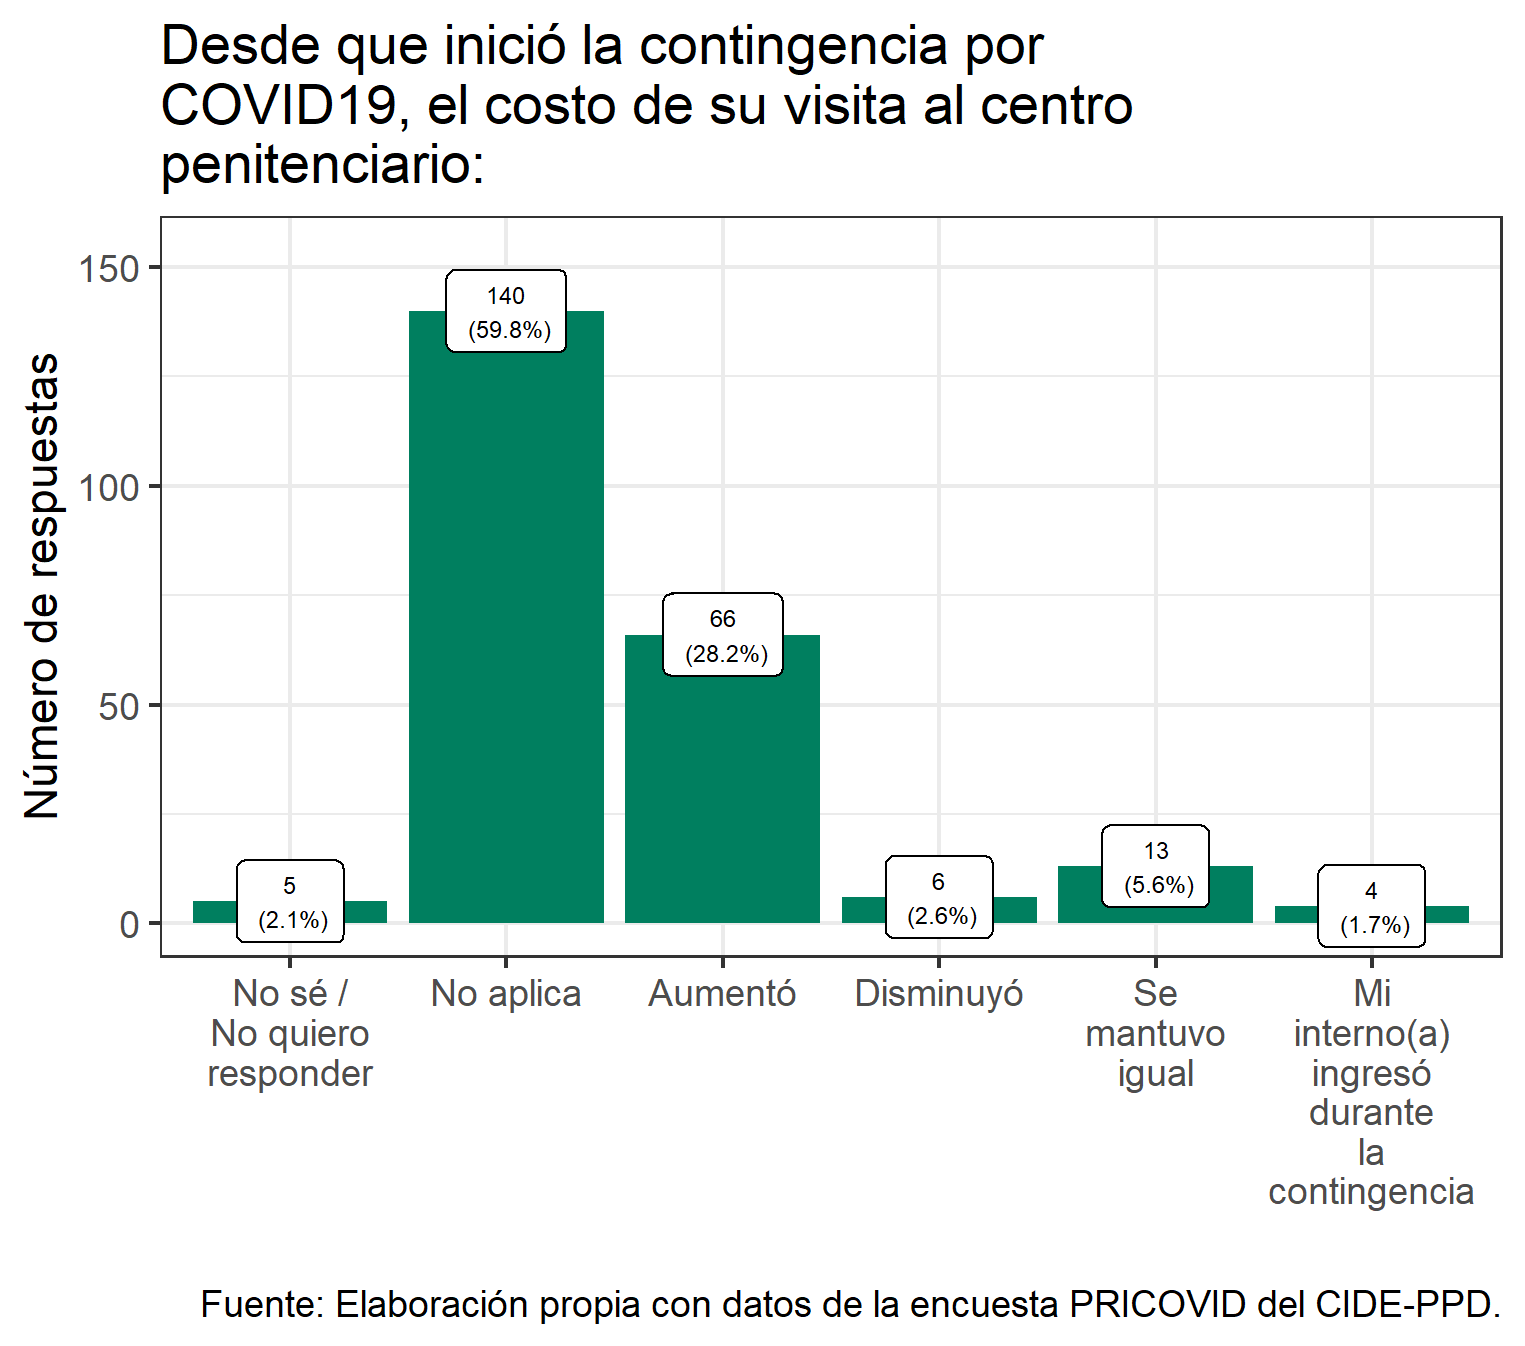 Desde que inició la contingencia por
COVID19, el costo de su visita al centro
penitenciario:
Número de respuestas
150
100
50
0
140
(59.8%)
66
(28.2%)
5
(2.1%)
6
(2.6%)
13
(5.6%)
4
(1.7%)
No sé /
No quiero
responder
No aplica
Aumentó
Disminuyó
Se
mantuvo
igual
Mi
interno(a)
ingresó
durante
la
contingencia
Fuente: Elaboración propia con datos de la encuesta PRICOVID del CIDE-PPD.